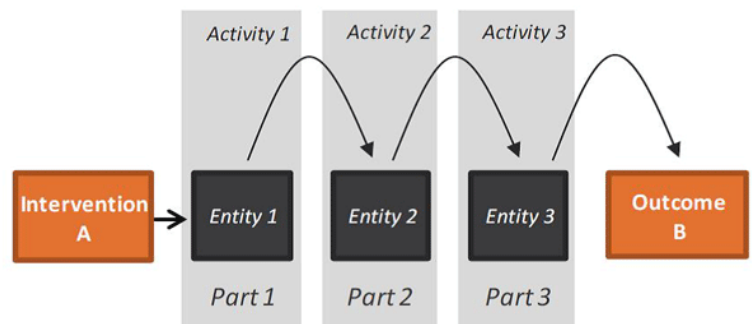 Activity 1
Activity 2
Activity 3
Intervention
A
Entity 1
Entity 2
Entity 3
Outcome
B
Part 1
Part 2
Part 3